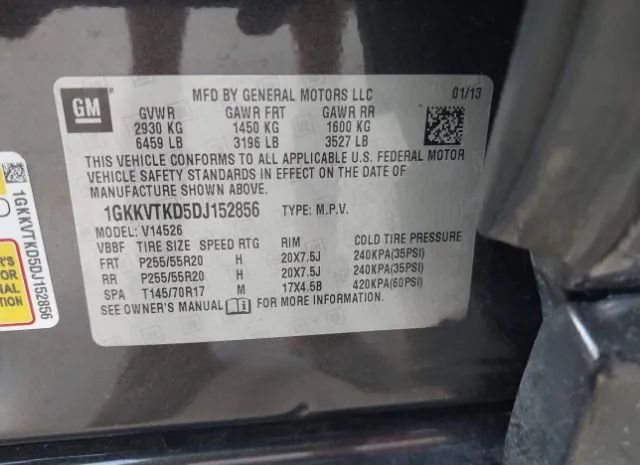 GM
MFD BY GENERAL MOTORS LLC 01/13
GVWR GAWR FRT GAWR RR
2930 KG 1450 KG 1600 KG
6459 LB 3196 LB 3527 LB
THIS VEHICLE CONFORMS TO ALL APPLICABLE U.S. FEDERAL MOTOR
VEHICLE SAFETY STANDARDS IN EFFECT ON THE DATE OF
MANUFACTURE SHOWN ABOVE.
1GKKVTKD5DJ152856 TYPE: M.P.V.
MODEL: V14526
VBBF TIRE SIZE SPEED RTG RIM COLD TIRE PRESSURE
FRT P255/55R20 H 20X7.5J 240KPA(35PSI)
RR P255/55R20 H 20X7.5J 240KPA(35PSI)
SPA T145/70R17 M 17X4.5B 420KPA(60PSI)
SEE OWNER'S MANUAL FOR MORE INFORMATION.
1GKKVTKD5DJ152856